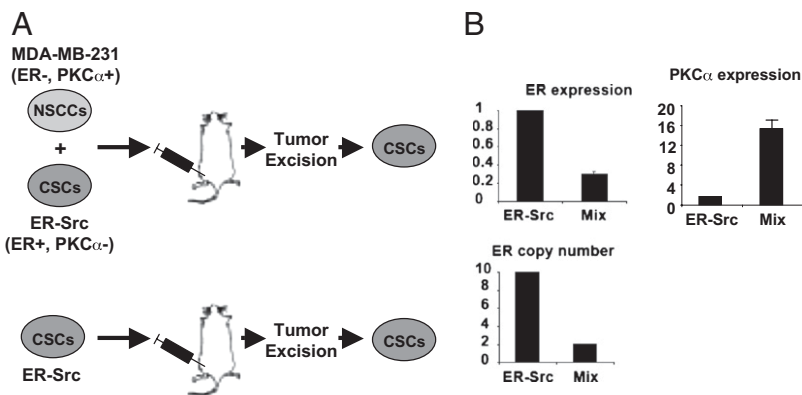 A
MDA-MB-231
(ER-, PKCα+)
NSCCs
+
CSCs
ER-Src
(ER+, PKCα-)
Tumor
Excision
CSCs
CSCs
ER-Src
Tumor
Excision
CSCs
B
ER expression
1
0.8
0.6
0.4
0.2
ER-Src Mix
PKCα expression
20
16
12
8
4
0
ER-Src Mix
ER copy number
10
8
6
4
2
0
ER-Src Mix